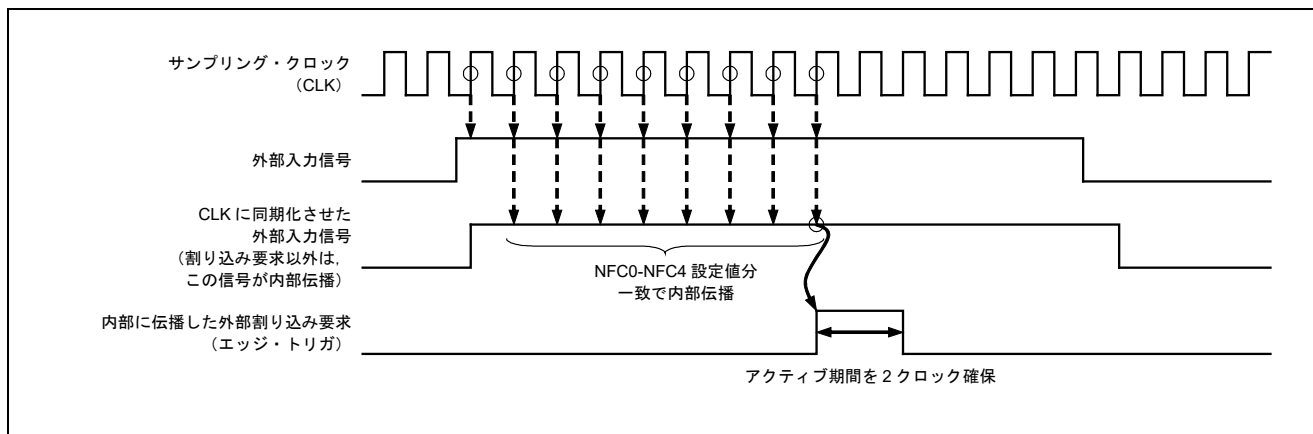 サンプリング・クロック
（CLK）
外部入力信号
CLK に同期化させた
外部入力信号
（割り込み要求以外は,
この信号が内部伝播）
NFC0-NFC4 設定値分
一致で内部伝播
内部に伝播した外部割り込み要求
（エッジ・トリガ）
アクティブ期間を 2 クロック確保